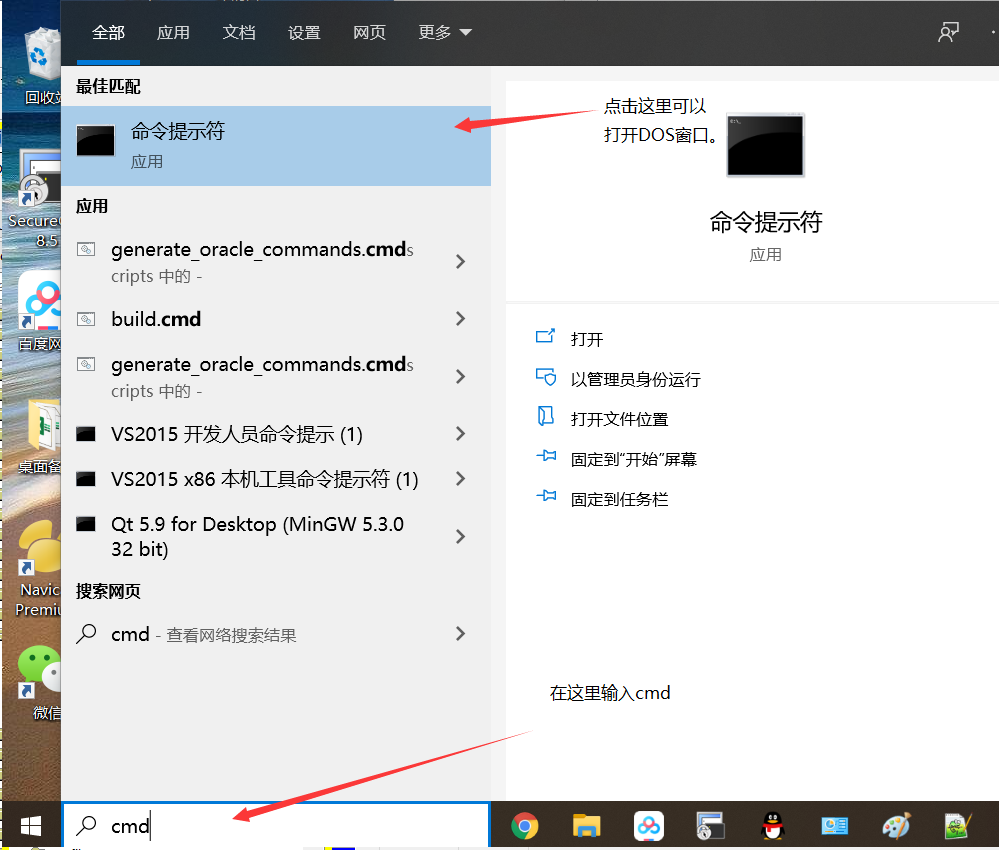 全部 应用 文档 设置 网页 更多
回收站
最佳匹配
命令提示符
应用
点击这里可以
打开DOS窗口。
命令提示符
应用
应用
generate_oracle_commands.cmds
cripts 中的 -
build.cmd
generate_oracle_commands.cmds
cripts 中的 -
VS2015 开发人员命令提示 (1)
VS2015 x86 本机工具命令提示符 (1)
Qt 5.9 for Desktop (MinGW 5.3.0
32 bit)
搜索网页
cmd - 查看网络搜索结果
打开
以管理员身份运行
打开文件位置
固定到“开始”屏幕
固定到任务栏
在这里输入cmd
Secure
8.5
百度网
桌面备
Navic
Premiu
微信
cmd